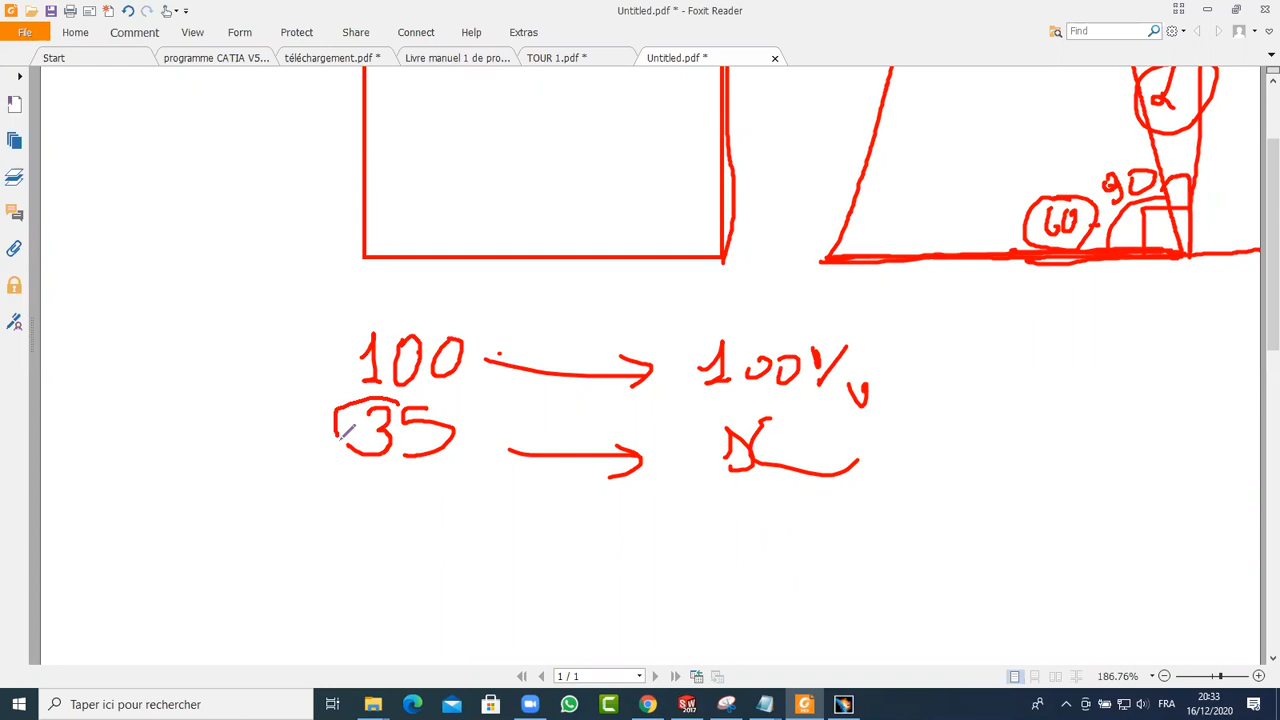 Untitled.pdf * - Foxit Reader
File Home Comment View Form Protect Share Connect Help Extras
Find
Start programme CATIA V5... téléchargement.pdf * Livre manuel 1 de pro... TOUR 1.pdf * Untitled.pdf *
90
60
100 100%
35
1 / 1
186.76%
Taper ici pour rechercher
SW
2017
FRA
20:33
16/12/2020